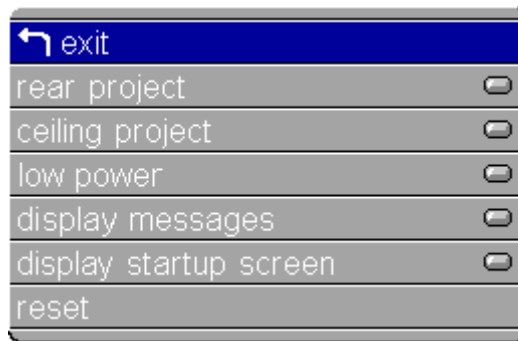 exit
rear project
ceiling project
low power
display messages
display startup screen
reset